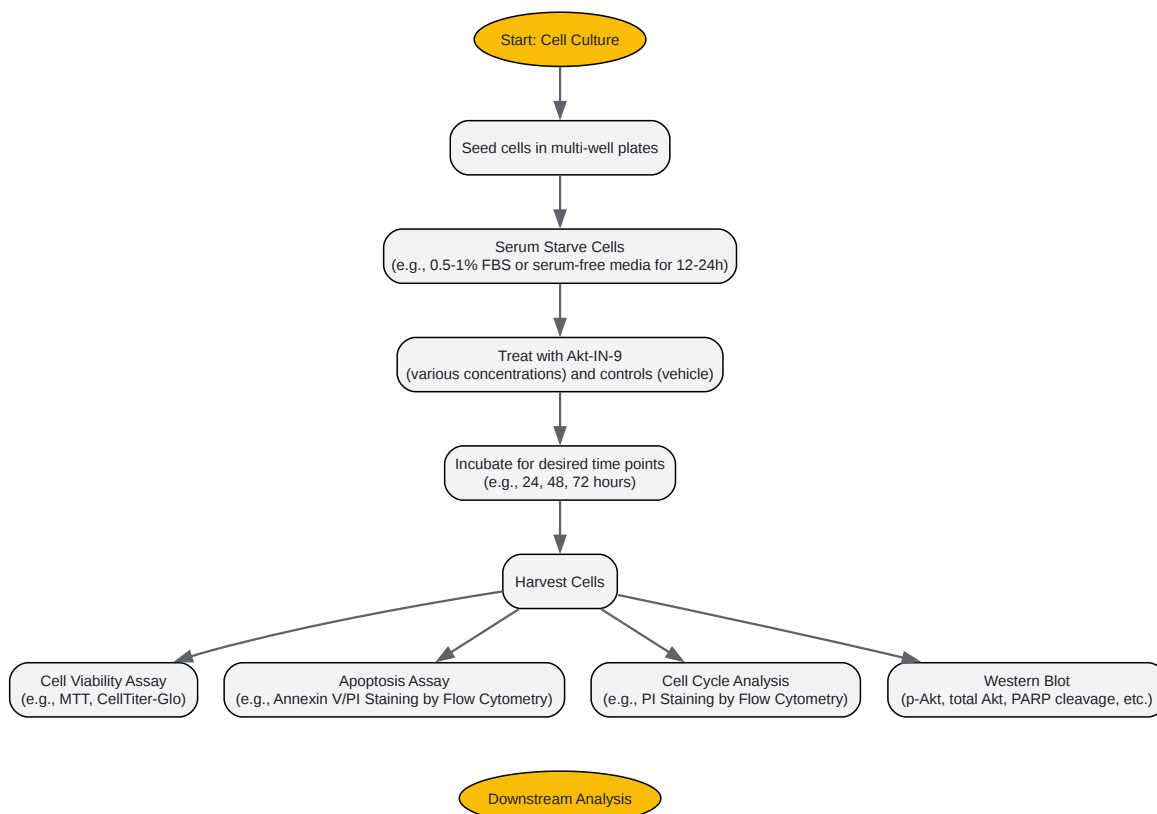 Start: Cell Culture
Seed cells in multi-well plates
Serum Starve Cells
(e.g., 0.5-1% FBS or serum-free media for 12-24h)
Treat with Akt-IN-9
(various concentrations) and controls (vehicle)
Incubate for desired time points
(e.g., 24, 48, 72 hours)
Harvest Cells
Cell Viability Assay
(e.g., MTT, CellTiter-Glo)
Apoptosis Assay
(e.g., Annexin V/PI Staining by Flow Cytometry)
Cell Cycle Analysis
(e.g., PI Staining by Flow Cytometry)
Western Blot
(p-Akt, total Akt, PARP cleavage, etc.)
Downstream Analysis